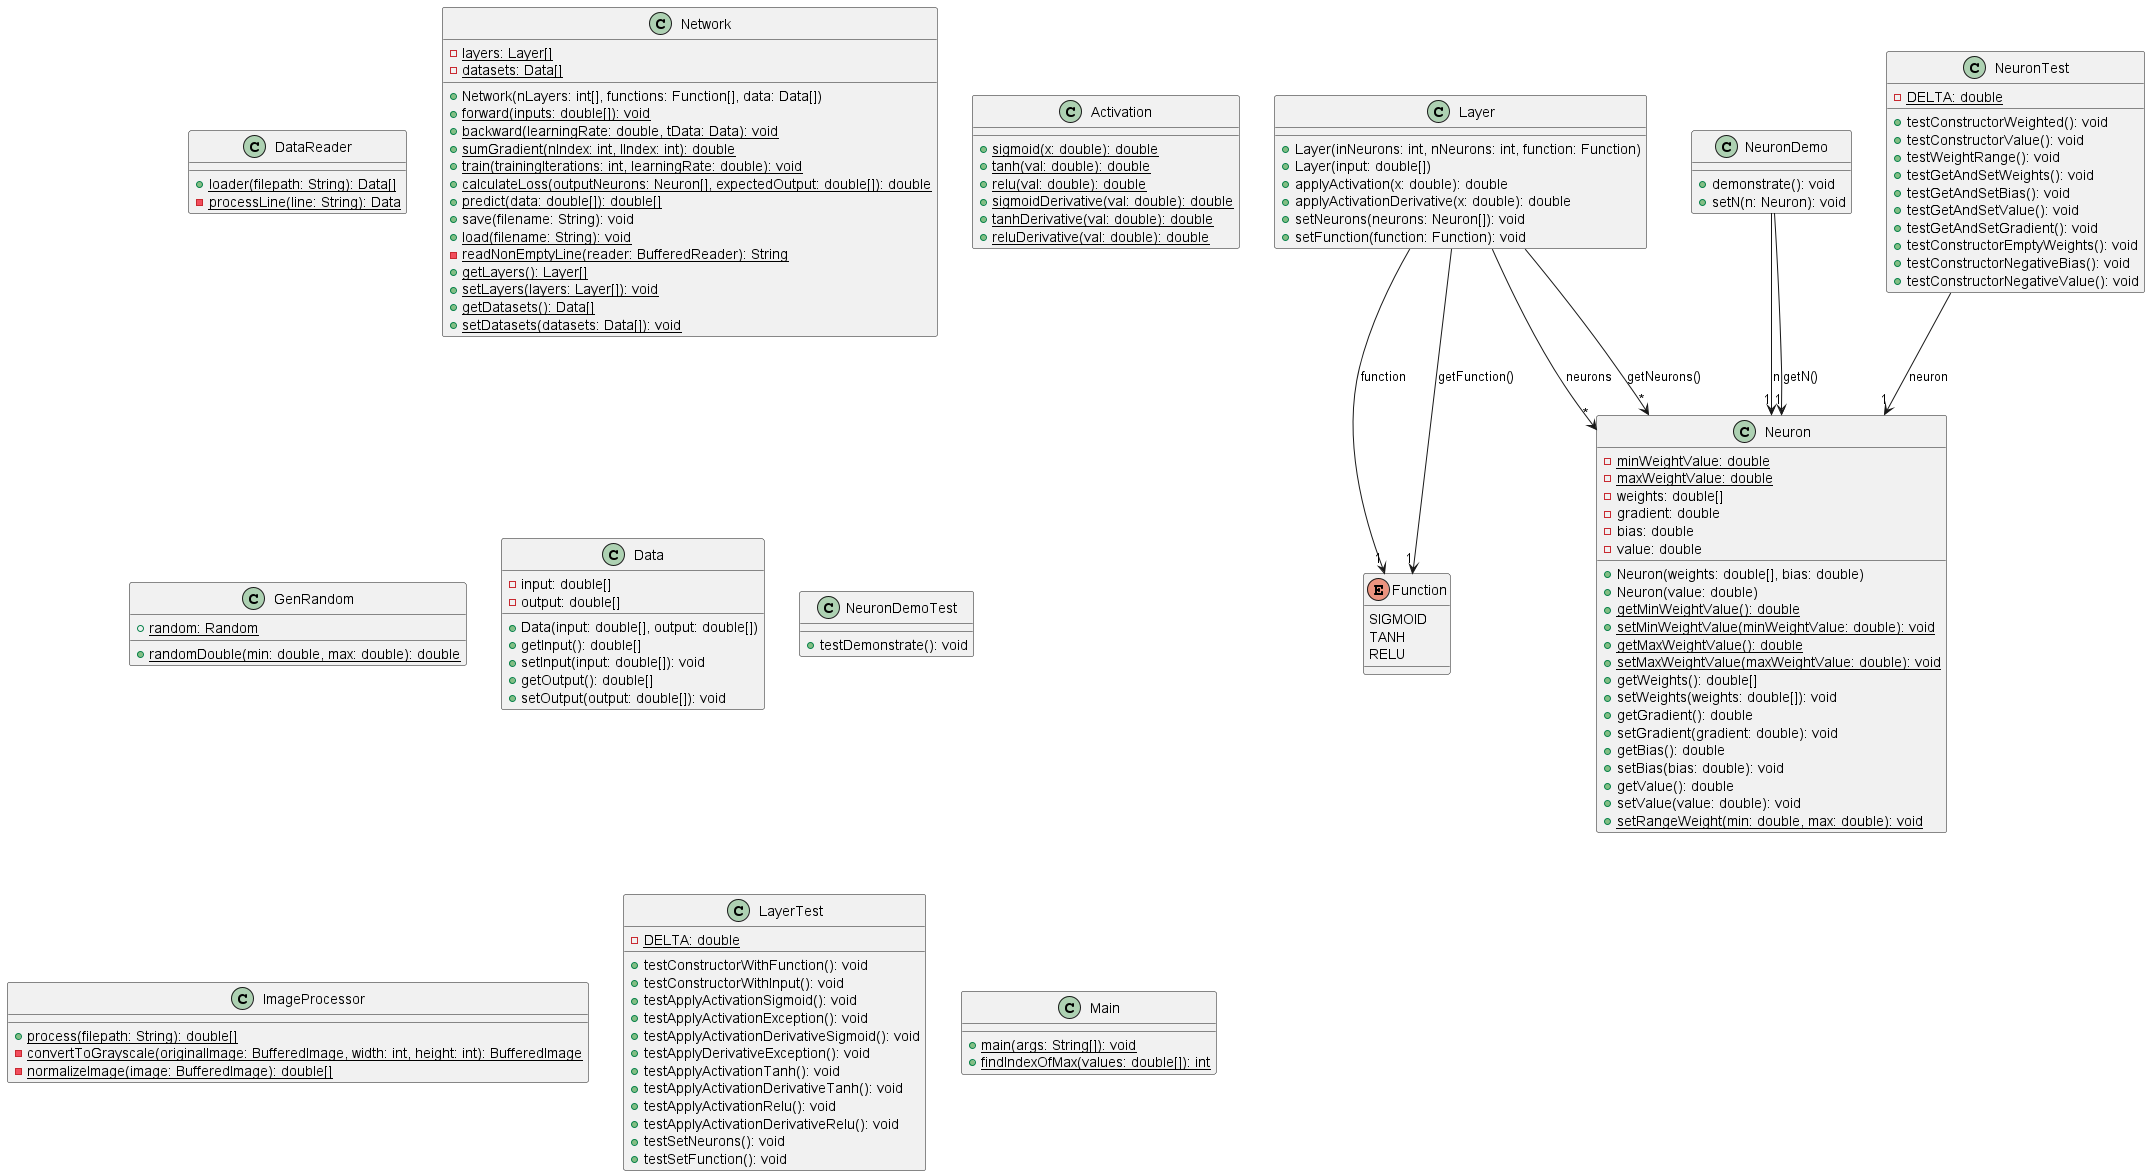 C Network
layers: Layer[]
datasets: Data[]
Network(nLayers: int[], functions: Function[], data: Data[])
forward(inputs: double[]): void
backward(learningRate: double, tData: Data): void
sumGradient(nIndex: int, lIndex: int): double
train(trainingIterations: int, learningRate: double): void
calculateLoss(outputNeurons: Neuron[], expectedOutput: double[]): double
predict(data: double[]): double[]
save(filename: String): void
load(filename: String): void
readNonEmptyLine(reader: BufferedReader): String
getLayers(): Layer[]
setLayers(layers: Layer[]): void
getDatasets(): Data[]
setDatasets(datasets: Data[]): void
C DataReader
loader(filepath: String): Data[]
processLine(line: String): Data
C Activation
sigmoid(x: double): double
tanh(val: double): double
relu(val: double): double
sigmoidDerivative(val: double): double
tanhDerivative(val: double): double
reluDerivative(val: double): double
C Layer
Layer(inNeurons: int, nNeurons: int, function: Function)
Layer(input: double[])
applyActivation(x: double): double
applyActivationDerivative(x: double): double
setNeurons(neurons: Neuron[]): void
setFunction(function: Function): void
C NeuronDemo
demonstrate(): void
setN(n: Neuron): void
C NeuronTest
DELTA: double
testConstructorWeighted(): void
testConstructorValue(): void
testWeightRange(): void
testGetAndSetWeights(): void
testGetAndSetBias(): void
testGetAndSetValue(): void
testGetAndSetGradient(): void
testConstructorEmptyWeights(): void
testConstructorNegativeBias(): void
testConstructorNegativeValue(): void
function
getFunction()
neurons
getNeurons()
n
getN()
neuron
*
*
1
1
1
1
1
C GenRandom
random: Random
randomDouble(min: double, max: double): double
C Data
input: double[]
output: double[]
Data(input: double[], output: double[])
getInput(): double[]
setInput(input: double[]): void
getOutput(): double[]
setOutput(output: double[]): void
C NeuronDemoTest
testDemonstrate(): void
E Function
SIGMOID
TANH
RELU
C Neuron
minWeightValue: double
maxWeightValue: double
weights: double[]
gradient: double
bias: double
value: double
Neuron(weights: double[], bias: double)
Neuron(value: double)
getMinWeightValue(): double
setMinWeightValue(minWeightValue: double): void
getMaxWeightValue(): double
setMaxWeightValue(maxWeightValue: double): void
getWeights(): double[]
setWeights(weights: double[]): void
getGradient(): double
setGradient(gradient: double): void
getBias(): double
setBias(bias: double): void
getValue(): double
setValue(value: double): void
setRangeWeight(min: double, max: double): void
C ImageProcessor
process(filepath: String): double[]
convertToGrayscale(originalImage: BufferedImage, width: int, height: int): BufferedImage
normalizeImage(image: BufferedImage): double[]
C LayerTest
DELTA: double
testConstructorWithFunction(): void
testConstructorWithInput(): void
testApplyActivationSigmoid(): void
testApplyActivationException(): void
testApplyActivationDerivativeSigmoid(): void
testApplyDerivativeException(): void
testApplyActivationTanh(): void
testApplyActivationDerivativeTanh(): void
testApplyActivationRelu(): void
testApplyActivationDerivativeRelu(): void
testSetNeurons(): void
testSetFunction(): void
C Main
main(args: String[]): void
findIndexOfMax(values: double[]): int